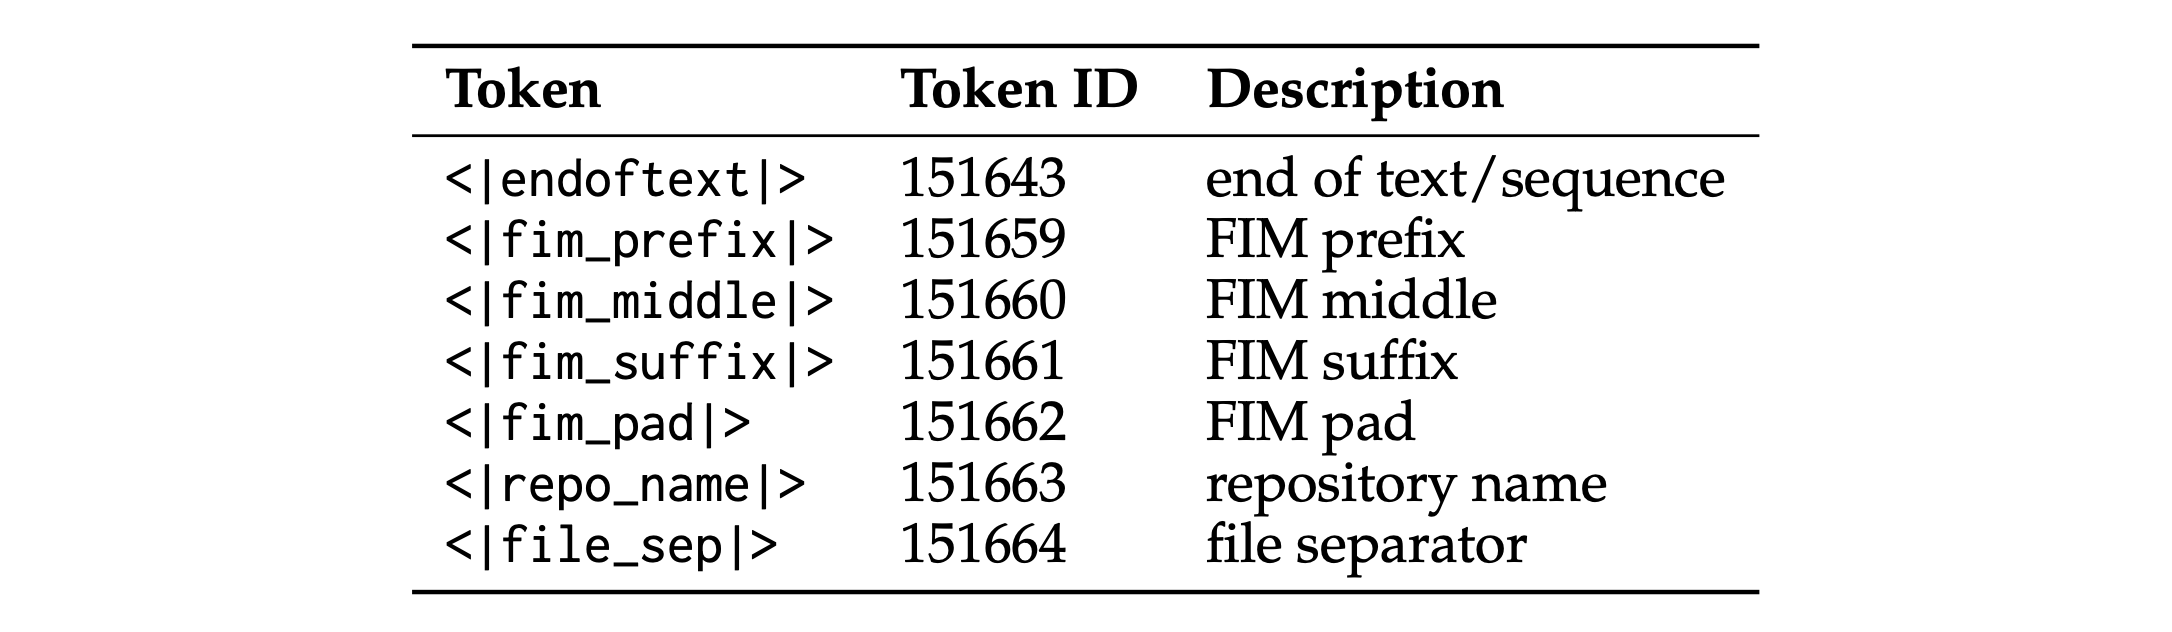 Token Token ID Description
<|endoftext|> 151643 end of text/sequence
<|fim_prefix|> 151659 FIM prefix
<|fim_middle|> 151660 FIM middle
<|fim_suffix|> 151661 FIM suffix
<|fim_pad|> 151662 FIM pad
<|repo_name|> 151663 repository name
<|file_sep|> 151664 file separator